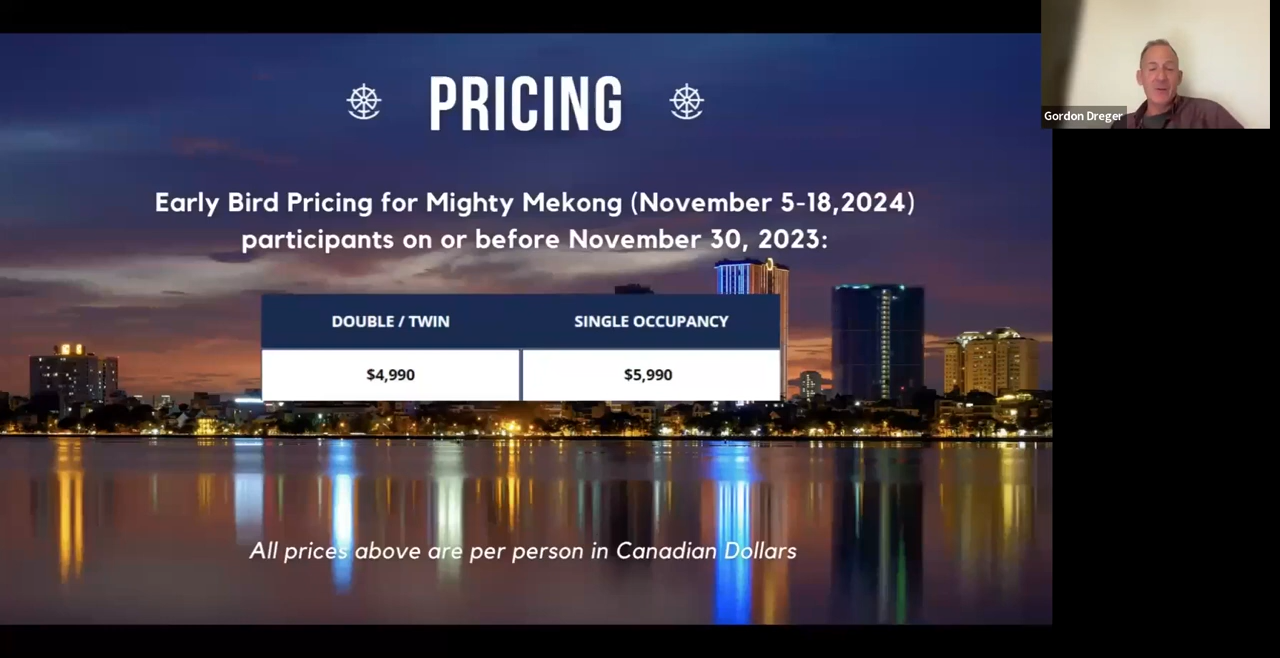 PRICING
Early Bird Pricing for Mighty Mekong (November 5-18,2024)
participants on or before November 30, 2023:
DOUBLE / TWIN
SINGLE OCCUPANCY
$4,990
$5,990
All prices above are per person in Canadian Dollars
Gordon Dreger